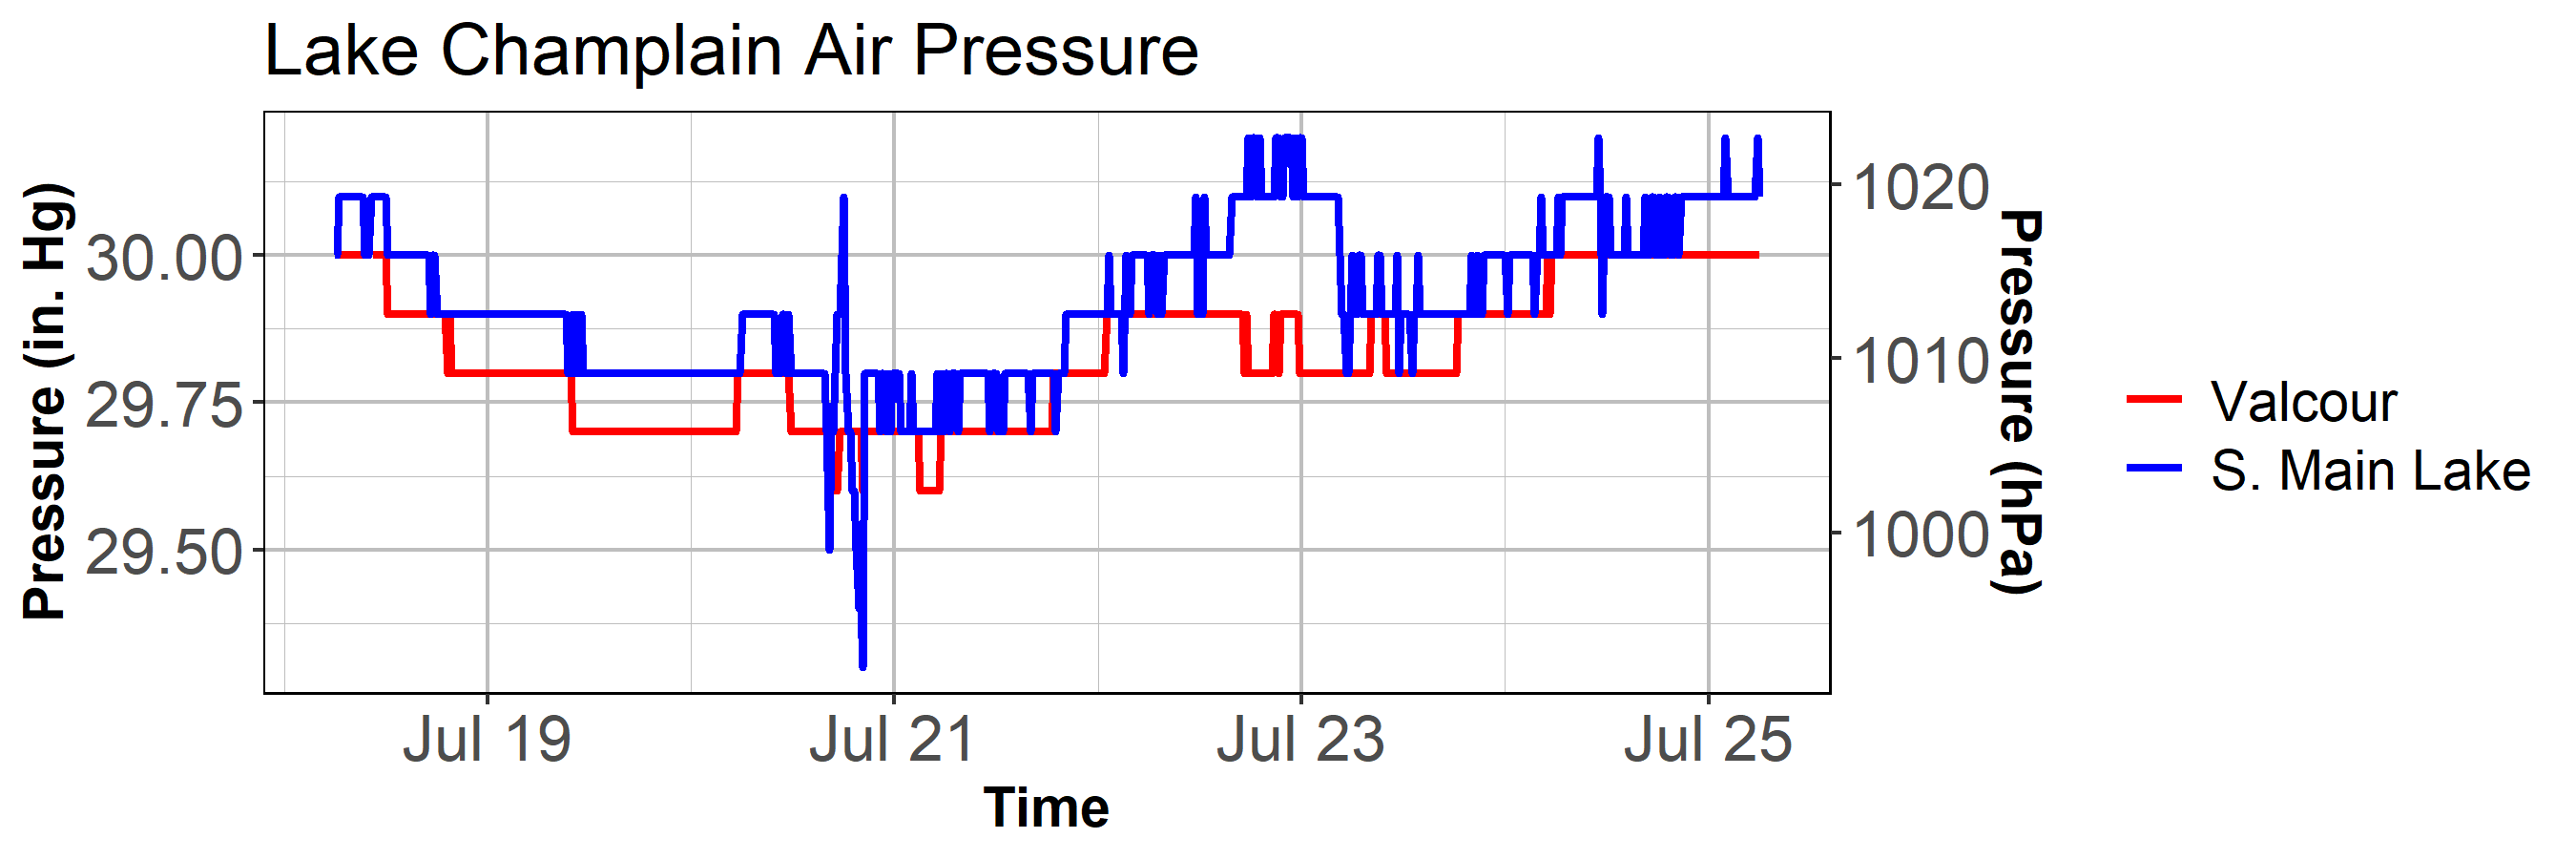 Lake Champlain Air Pressure
Pressure (in. Hg)
30.00
29.75
29.50
1020
1010
1000
Pressure (hPa)
Valcour
S. Main Lake
Jul 19
Jul 21
Jul 23
Jul 25
Time